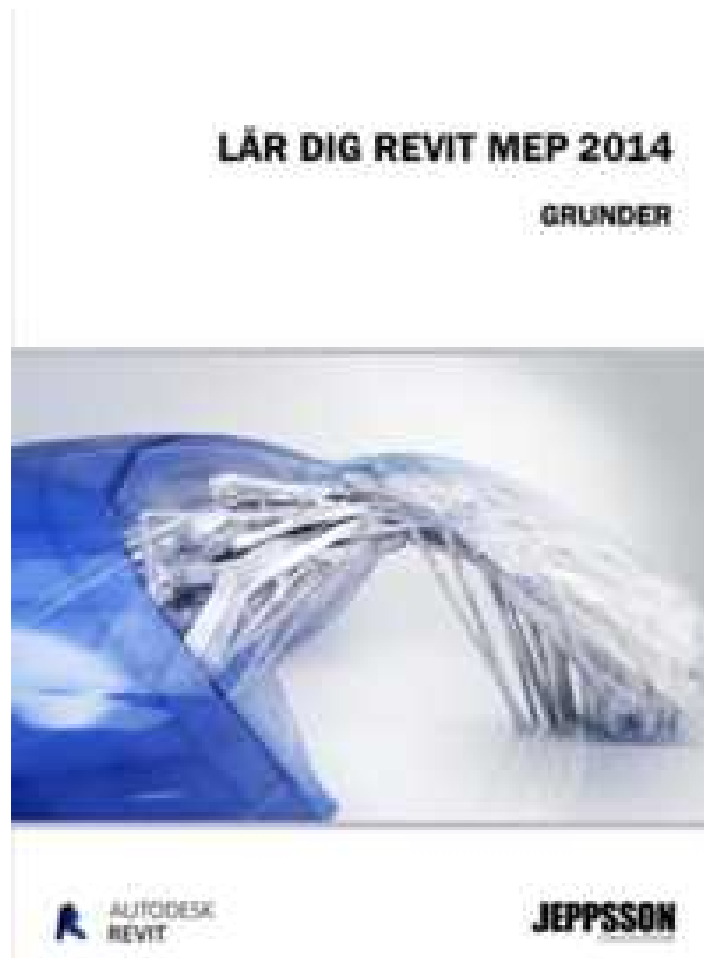 LÄR DIG REVIT MEP 2014
GRUNDER
AUTODESK
REVIT
JEPPSSON